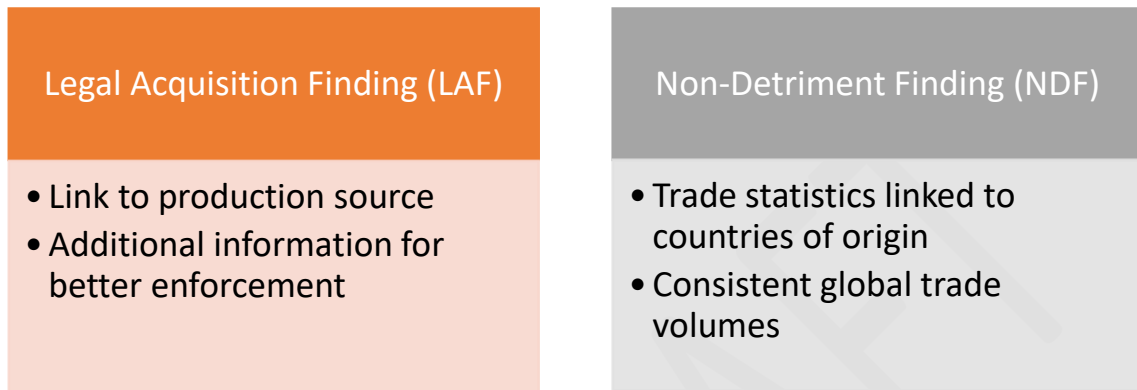 Legal Acquisition Finding (LAF)
• Link to production source
• Additional information for
better enforcement
Non-Detriment Finding (NDF)
• Trade statistics linked to
countries of origin
• Consistent global trade
volumes